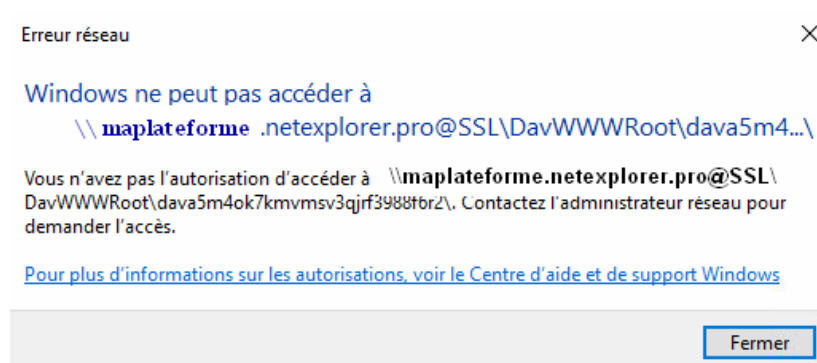 Erreur réseau
Windows ne peut pas accéder à
\\ maplateforme .netexplorer.pro@SSL\DavWWWRoot\dava5m4...\
Vous n'avez pas l'autorisation d'accéder à \\maplateforme.netexplorer.pro@SSL\
DavWWWRoot\dava5m4ok7kmvmsv3qjrf3988f6r2\. Contactez l'administrateur réseau pour
demander l'accès.
Pour plus d'informations sur les autorisations, voir le Centre d'aide et de support Windows
Fermer